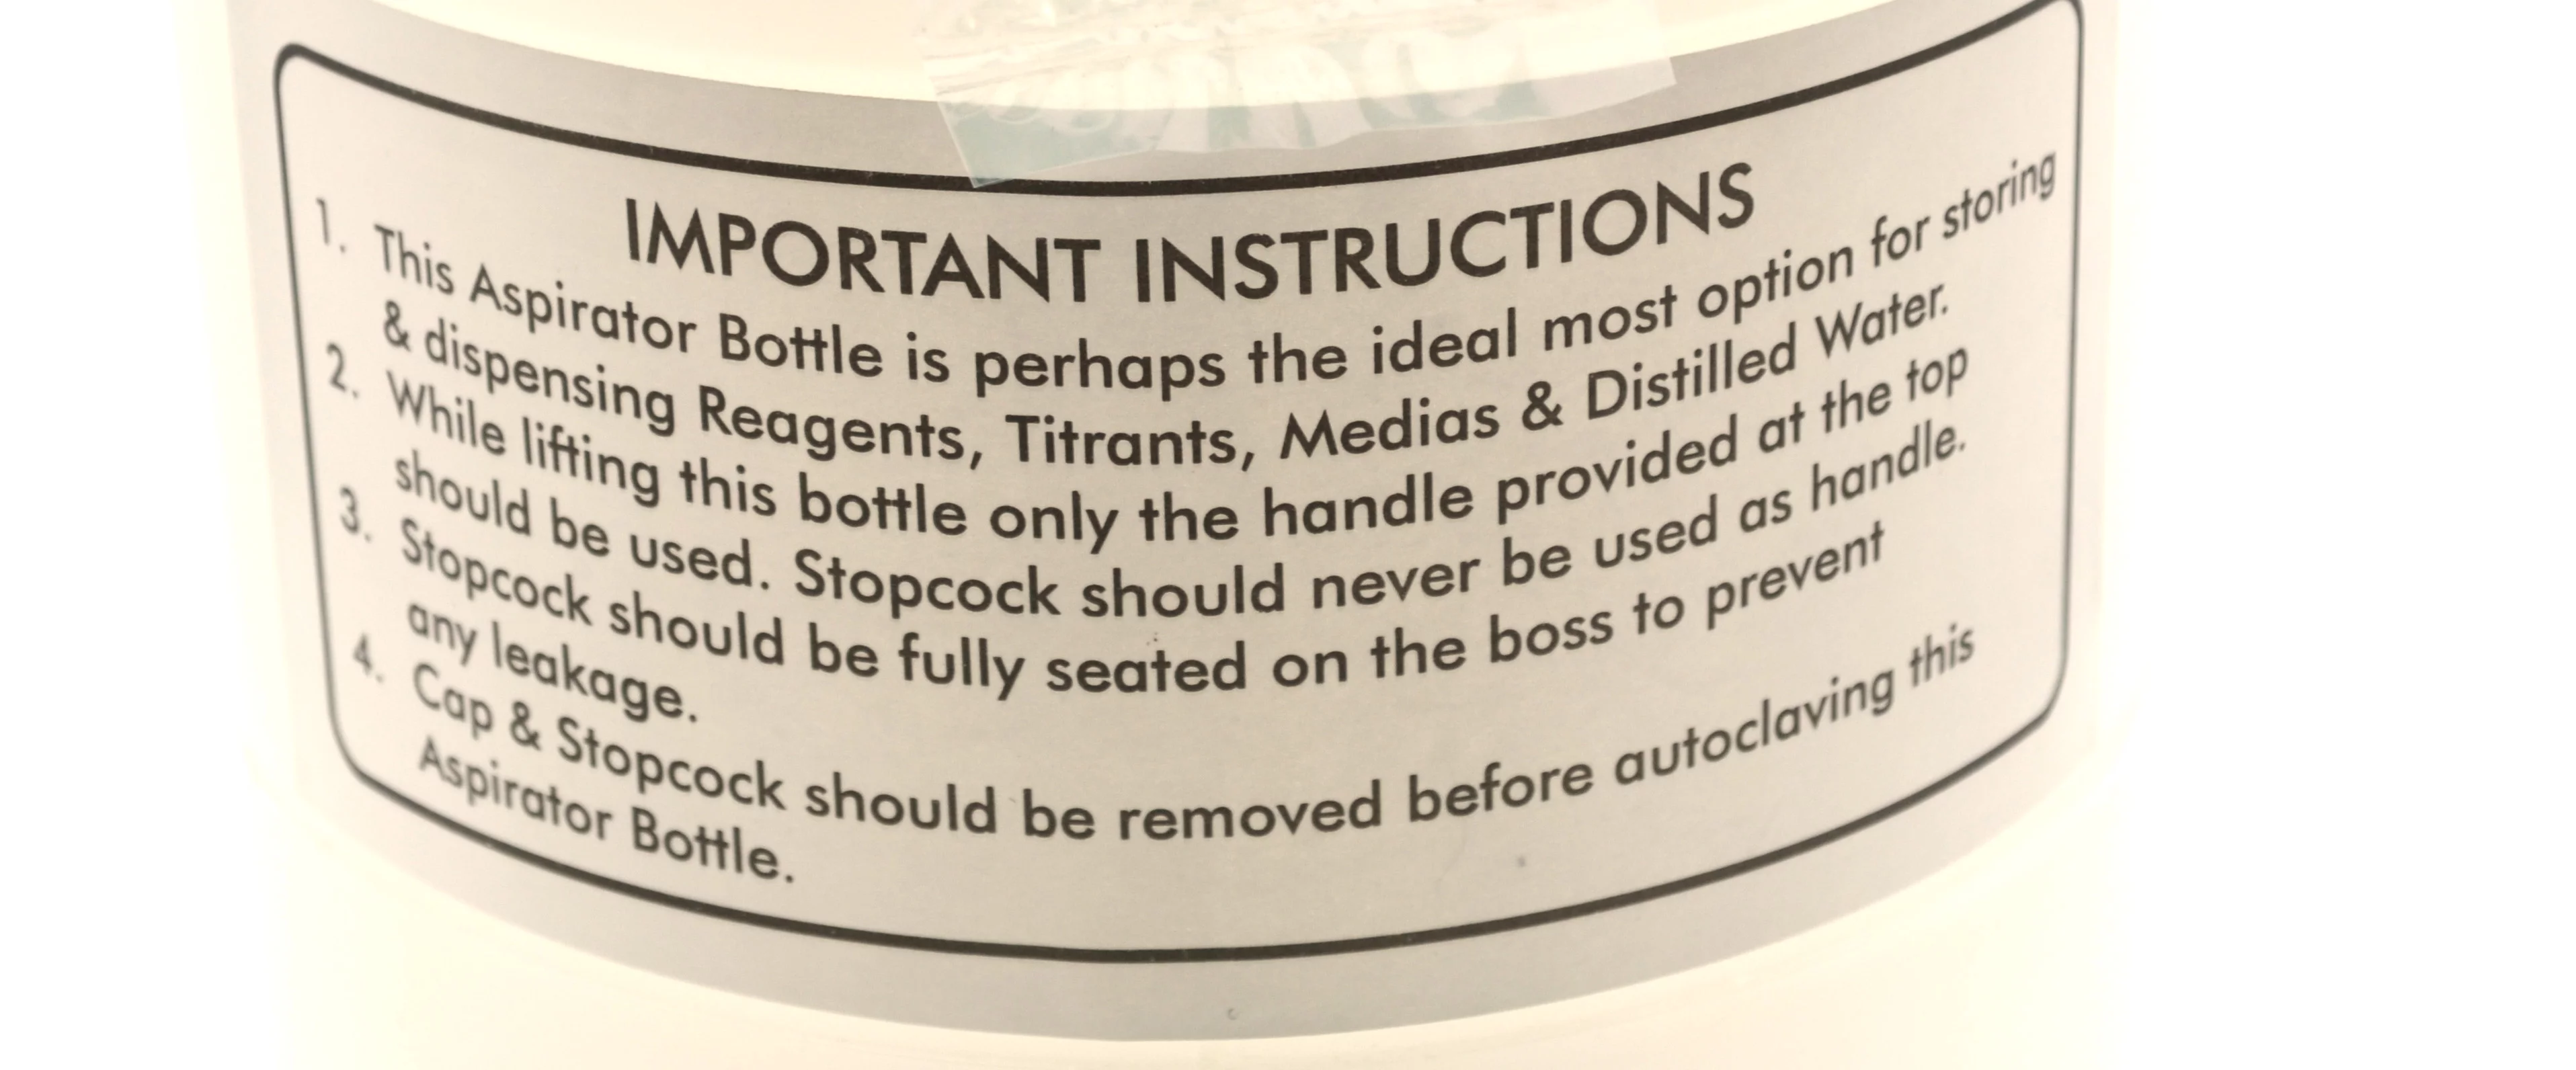 IMPORTANT INSTRUCTIONS
1. This Aspirator Bottle is perhaps the ideal most option for storing
& dispensing Reagents, Titrants, Medias & Distilled Water.
2. While lifting this bottle only the handle provided at the top
should be used. Stopcock should never be used as handle.
3. Stopcock should be fully seated on the boss to prevent
any leakage.
4. Cap & Stopcock should be removed before autoclaving this
Aspirator Bottle.